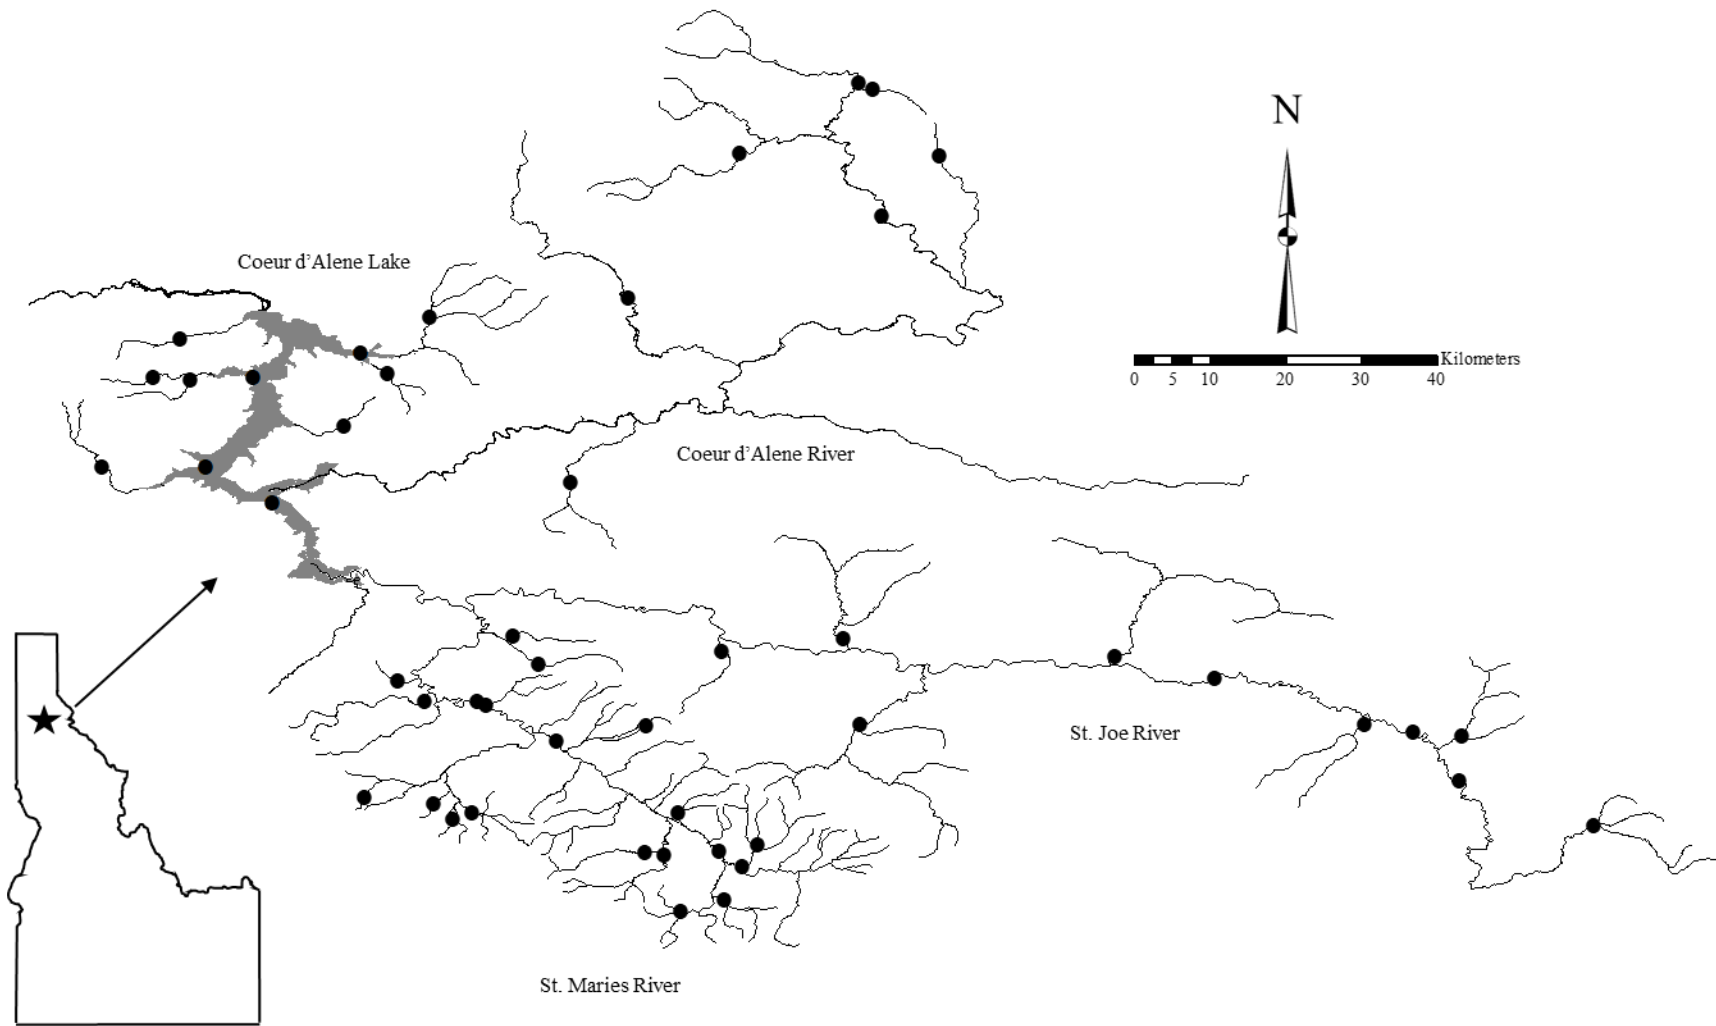 N
Coeur d’Alene Lake
Kilometers
0 5 10 20 30 40
Coeur d’Alene River
St. Joe River
St. Maries River